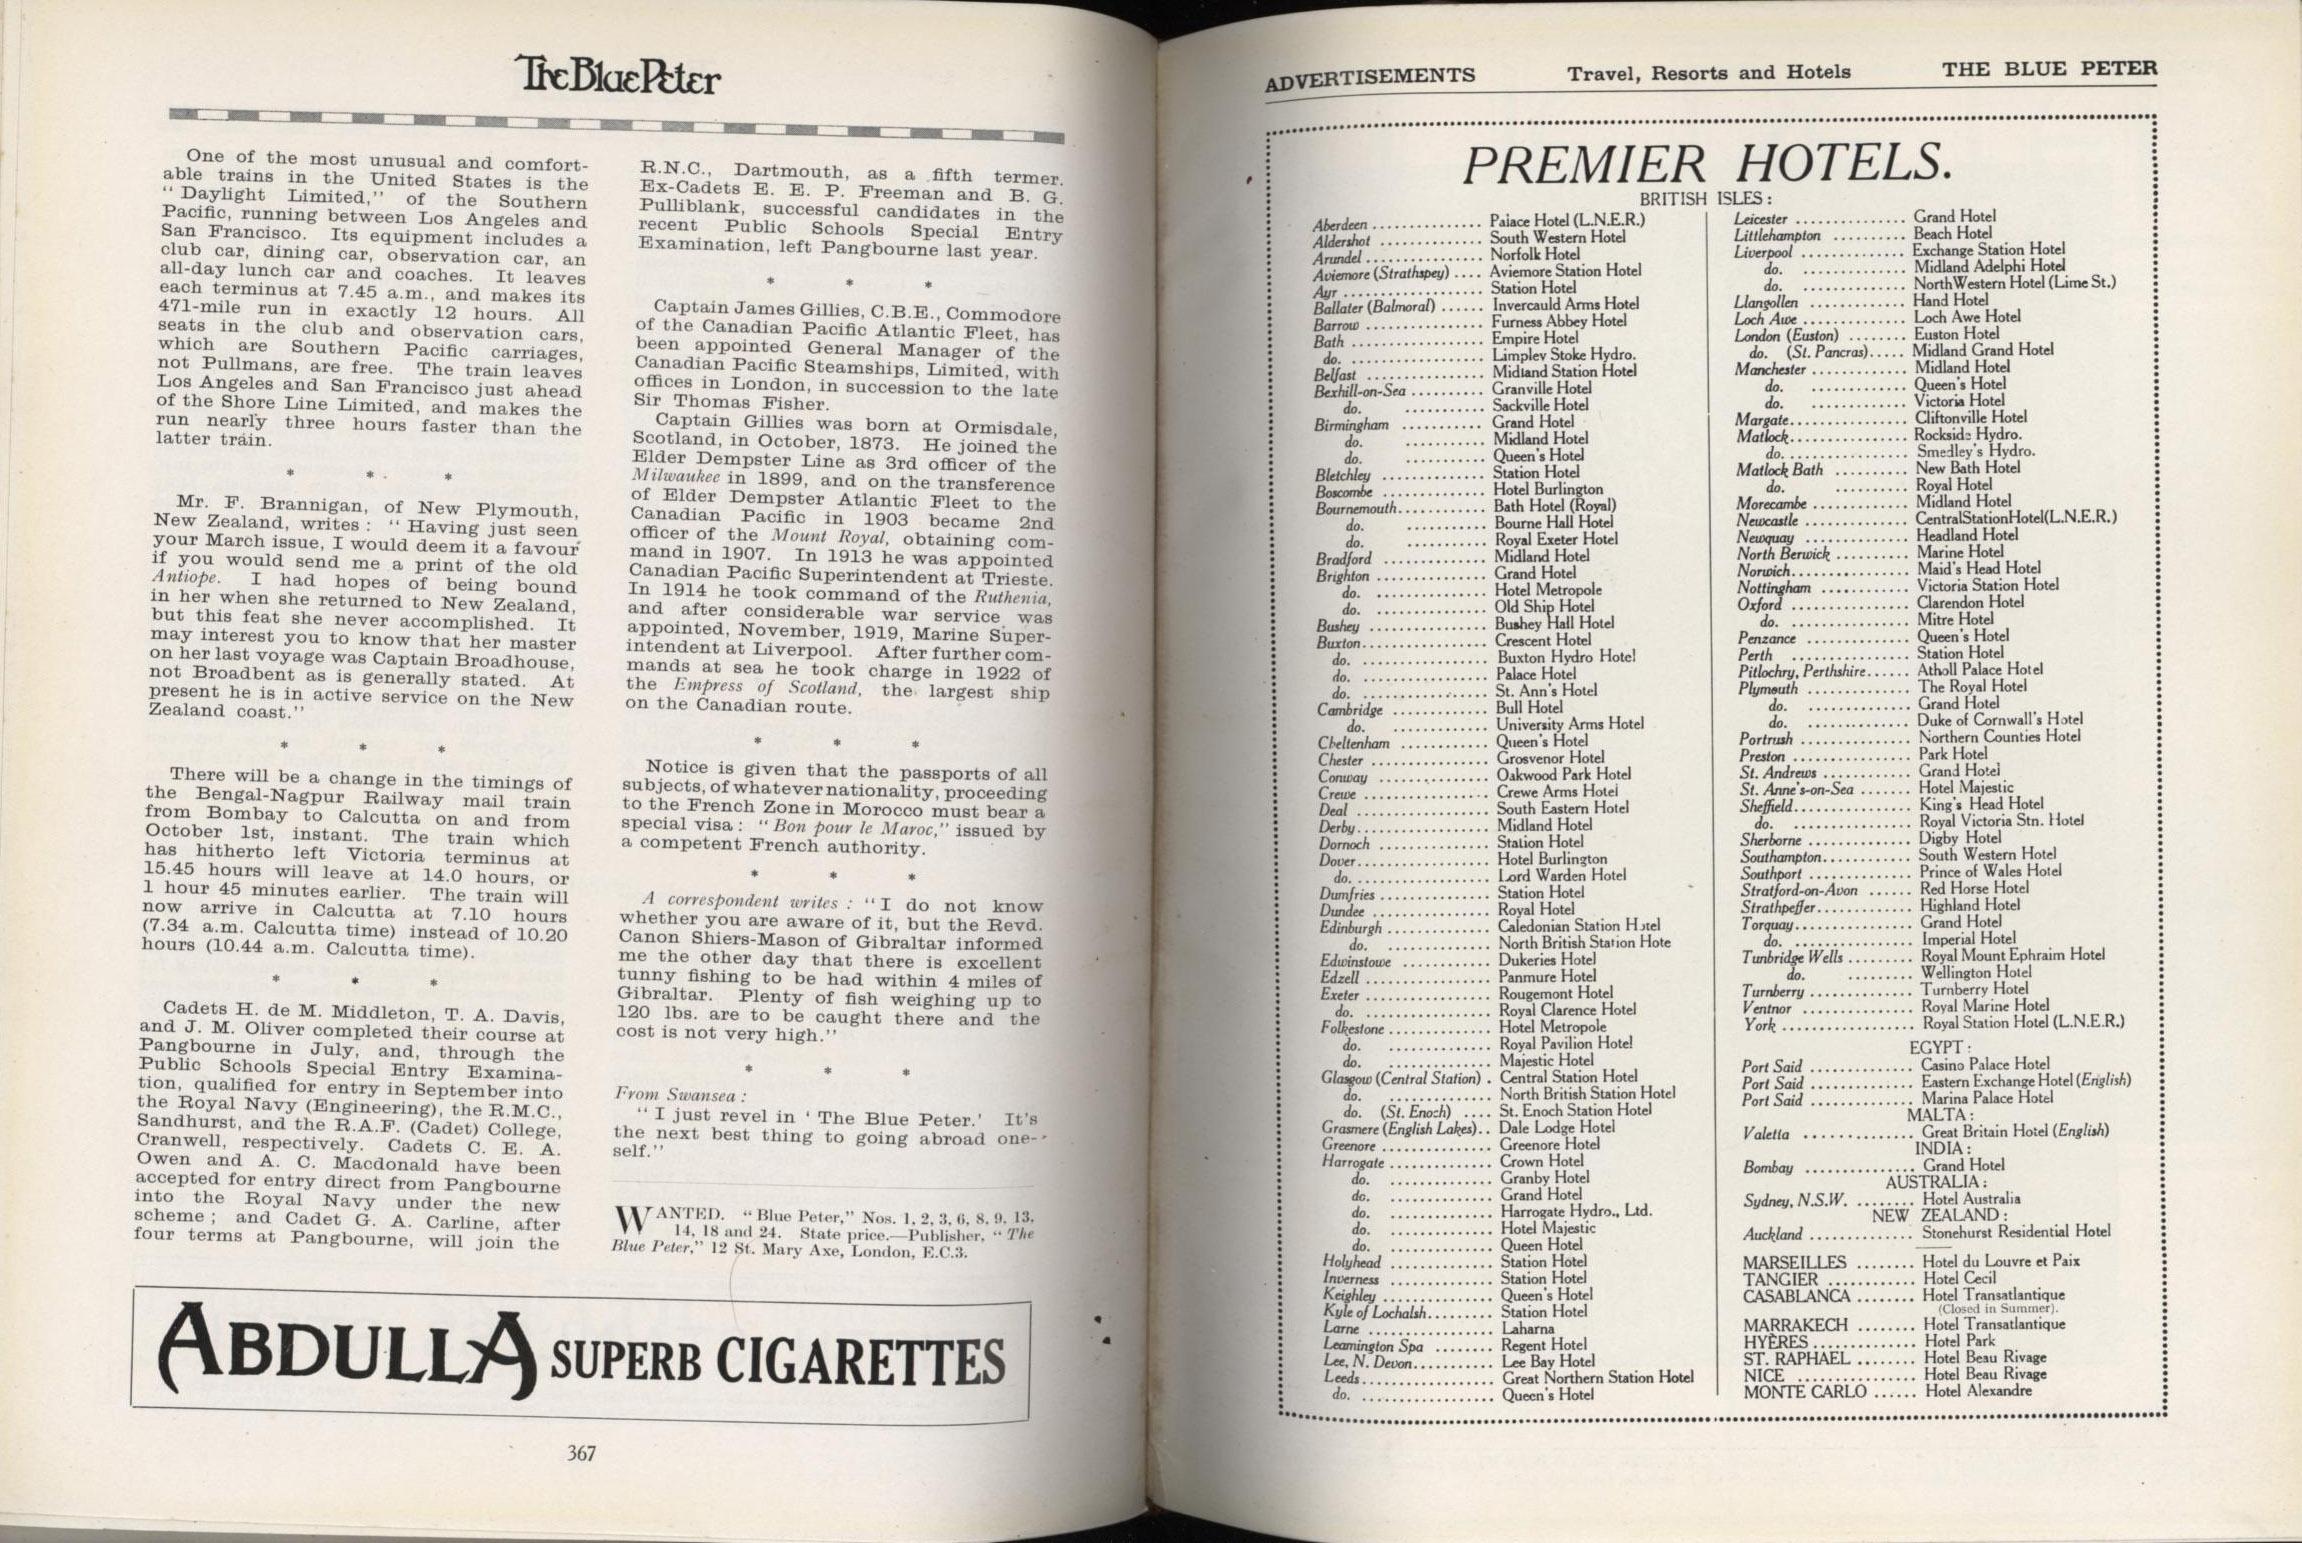 The Blue Peter
One of the most unusual and comfort-
able trains in the United States is the
“ Daylight Limited,” of the Southern
Pacific, running between Los Angeles and
San Francisco. Its equipment includes a
club car, dining car, observation car, an
all-day lunch car and coaches. It leaves
each terminus at 7.45 a.m., and makes its
471-mile run in exactly 12 hours. All
seats in the club and observation cars,
which are Southern Pacific carriages,
not Pullmans, are free. The train leaves
Los Angeles and San Francisco just ahead
of the Shore Line Limited, and makes the
run nearly three hours faster than the
latter train.
* * *
Mr. F. Brannigan, of New Plymouth,
New Zealand, writes : “ Having just seen
your March issue, I would deem it a favour
if you would send me a print of the old
Antiope. I had hopes of being bound
in her when she returned to New Zealand,
but this feat she never accomplished. It
may interest you to know that her master
on her last voyage was Captain Broadhouse,
not Broadbent as is generally stated. At
present he is in active service on the New
Zealand coast.”
* * *
There will be a change in the timings of
the Bengal-Nagpur Railway mail train
from Bombay to Calcutta on and from
October 1st, instant. The train which
has hitherto left Victoria terminus at
15.45 hours will leave at 14.0 hours, or
1 hour 45 minutes earlier. The train will
now arrive in Calcutta at 7.10 hours
(7.34 a.m. Calcutta time) instead of 10.20
hours (10.44 a.m. Calcutta time).
* * *
Cadets H. de M. Middleton, T. A. Davis,
and J. M. Oliver completed their course at
Pangbourne in July, and, through the
Public Schools Special Entry Examina-
tion, qualified for entry in September into
the Royal Navy (Engineering), the R.M.C.,
Sandhurst, and the R.A.F. (Cadet) College,
Cranwell, respectively. Cadets C. E. A.
Owen and A. C. Macdonald have been
accepted for entry direct from Pangbourne
into the Royal Navy under the new
scheme ; and Cadet G. A. Carline, after
four terms at Pangbourne, will join the
R.N.C., Dartmouth, as a fifth termer.
Ex-Cadets E. E. P. Freeman and B. G.
Pulliblank, successful candidates in the
recent Public Schools Special Entry
Examination, left Pangbourne last year.
* * *
Captain James Gillies, C.B.E., Commodore
of the Canadian Pacific Atlantic Fleet, has
been appointed General Manager of the
Canadian Pacific Steamships, Limited, with
offices in London, in succession to the late
Sir Thomas Fisher.
Captain Gillies was born at Ormisdale,
Scotland, in October, 1873. He joined the
Elder Dempster Line as 3rd officer of the
Milwaukee in 1899, and on the transference
of Elder Dempster Atlantic Fleet to the
Canadian Pacific in 1903 became 2nd
officer of the Mount Royal, obtaining com-
mand in 1907. In 1913 he was appointed
Canadian Pacific Superintendent at Trieste.
In 1914 he took command of the Ruthenia,
and after considerable war service was
appointed, November, 1919, Marine Super-
intendent at Liverpool. After further com-
mands at sea he took charge in 1922 of
the Empress of Scotland, the largest ship
on the Canadian route.
* * *
Notice is given that the passports of all
subjects, of whatever nationality, proceeding
to the French Zone in Morocco must bear a
special visa : “ Bon pour le Maroc,” issued by
a competent French authority.
* * *
A correspondent writes : “ I do not know
whether you are aware of it, but the Revd.
Canon Shiers-Mason of Gibraltar informed
me the other day that there is excellent
tunny fishing to be had within 4 miles of
Gibraltar. Plenty of fish weighing up to
120 lbs. are to be caught there and the
cost is not very high.”
* * *
From Swansea :
“ I just revel in ‘ The Blue Peter.’ It’s
the next best thing to going abroad one-
self.”
WANTED. “ Blue Peter,” Nos. 1, 2, 3, 6, 8, 9, 13,
14, 18 and 24. State price.—Publisher, “ The
Blue Peter,” 12 St. Mary Axe, London, E.C.3.
ABDULLA SUPERB CIGARETTES
367
ADVERTISEMENTS Travel, Resorts and Hotels THE BLUE PETER
PREMIER HOTELS.
BRITISH ISLES :
Aberdeen ............... Palace Hotel (L.N.E.R.)
Aldershot .............. South Western Hotel
Arundel ................ Norfolk Hotel
Aviemore (Strathspey) .... Aviemore Station Hotel
Ayr .................... Station Hotel
Ballater (Balmoral) ...... Invercauld Arms Hotel
Barrow ................ Furness Abbey Hotel
Bath ................... Empire Hotel
do. .................. Limpley Stoke Hydro.
Belfast ................ Midland Station Hotel
Bexhill-on-Sea .......... Granville Hotel
do. ........... Sackville Hotel
Birmingham ........... Grand Hotel
do. ........... Midland Hotel
do. ........... Queen’s Hotel
Bletchley .............. Station Hotel
Boscombe .............. Hotel Burlington
Bournemouth............ Bath Hotel (Royal)
do. ........... Bourne Hall Hotel
do. ........... Royal Exeter Hotel
Bradford .............. Midland Hotel
Brighton ............... Grand Hotel
do. ............... Hotel Metropole
do. ............... Old Ship Hotel
Bushey ................ Bushey Hall Hotel
Buxton................. Crescent Hotel
do. ................. Buxton Hydro Hotel
do. ................. Palace Hotel
do. ................. St. Ann’s Hotel
Cambridge ............. Bull Hotel
do. ............. University Arms Hotel
Cheltenham ............ Queen’s Hotel
Chester ................ Grosvenor Hotel
Conway ............... Oakwood Park Hotel
Crewe ................. Crewe Arms Hotel
Deal .................. South Eastern Hotel
Derby.................. Midland Hotel
Dornoch ............... Station Hotel
Dover.................. Hotel Burlington
do. .................. Lord Warden Hotel
Dumfries ............... Station Hotel
Dundee ................ Royal Hotel
Edinburgh .............. Caledonian Station Hotel
do. .............. North British Station Hote
Edwinstowe ............ Dukeries Hotel
Edzell ................. Panmure Hotel
Exeter ................. Rougemont Hotel
do. ................. Royal Clarence Hotel
Folkestone .............. Hotel Metropole
do. .............. Royal Pavilion Hotel
do. .............. Majestic Hotel
Glasgow (Central Station) . Central Station Hotel
do. .............. North British Station Hotel
do. (St. Enoch) .... St. Enoch Station Hotel
Grasmere (English Lakes).. Dale Lodge Hotel
Greenore ............... Greenore Hotel
Harrogate .............. Crown Hotel
do. .............. Granby Hotel
do. .............. Grand Hotel
do. .............. Harrogate Hydro., Ltd.
do. .............. Hotel Majestic
do. .............. Queen Hotel
Holyhead .............. Station Hotel
Inverness .............. Station Hotel
Keighley ............... Queen’s Hotel
Kyle of Lochalsh......... Station Hotel
Larne ................. Laharna
Leamington Spa ........ Regent Hotel
Lee, N. Devon........... Lee Bay Hotel
Leeds.................. Great Northern Station Hotel
do. .................. Queen’s Hotel
Leicester ............... Grand Hotel
Littlehampton .......... Beach Hotel
Liverpool .............. Exchange Station Hotel
do. .............. Midland Adelphi Hotel
do. .............. NorthWestern Hotel (Lime St.)
Llangollen ............. Hand Hotel
Loch Awe .............. Loch Awe Hotel
London (Euston) ........ Euston Hotel
do. (St. Pancras)..... Midland Grand Hotel
Manchester ............. Midland Hotel
do. ............. Queen’s Hotel
do. ............. Victoria Hotel
Margate................ Cliftonville Hotel
Matlock................ Rockside Hydro.
do................. Smedley’s Hydro.
Matlock Bath .......... New Bath Hotel
do. .......... Royal Hotel
Morecambe ............. Midland Hotel
Newcastle .............. CentralStationHotel(L.N.E.R.)
Newquay .............. Headland Hotel
North Berwick .......... Marine Hotel
Norwich................ Maid’s Head Hotel
Nottingham ............ Victoria Station Hotel
Oxford ................ Clarendon Hotel
do. ................ Mitre Hotel
Penzance .............. Queen’s Hotel
Perth ................ Station Hotel
Pitlochry, Perthshire...... Atholl Palace Hotel
Plymouth .............. The Royal Hotel
do. .............. Grand Hotel
do. .............. Duke of Cornwall’s Hotel
Portrush ............... Northern Counties Hotel
Preston ................ Park Hotel
St. Andrews ............ Grand Hotel
St. Anne’s-on-Sea ....... Hotel Majestic
Sheffield................ King’s Head Hotel
do. ................ Royal Victoria Stn. Hotel
Sherborne .............. Digby Hotel
Southampton............ South Western Hotel
Southport .............. Prince of Wales Hotel
Stratford-on-Avon ...... Red Horse Hotel
Strathpeffer............. Highland Hotel
Torquay................ Grand Hotel
do. ................ Imperial Hotel
Tunbridge Wells ......... Royal Mount Ephraim Hotel
do. ......... Wellington Hotel
Turnberry .............. Turnberry Hotel
Ventnor ............... Royal Marine Hotel
York .................. Royal Station Hotel (L.N.E.R.)
EGYPT :
Port Said .............. Casino Palace Hotel
Port Said .............. Eastern Exchange Hotel (English)
Port Said .............. Marina Palace Hotel
MALTA :
Valetta ............... Great Britain Hotel (English)
INDIA :
Bombay ............... Grand Hotel
AUSTRALIA :
Sydney, N.S.W. ........ Hotel Australia
NEW ZEALAND :
Auckland .............. Stonehurst Residential Hotel
MARSEILLES ........ Hotel du Louvre et Paix
TANGIER ............ Hotel Cecil
CASABLANCA ........ Hotel Transatlantique
(Closed in Summer).
MARRAKECH ........ Hotel Transatlantique
HYÈRES .............. Hotel Park
ST. RAPHAEL ........ Hotel Beau Rivage
NICE ................ Hotel Beau Rivage
MONTE CARLO ...... Hotel Alexandre